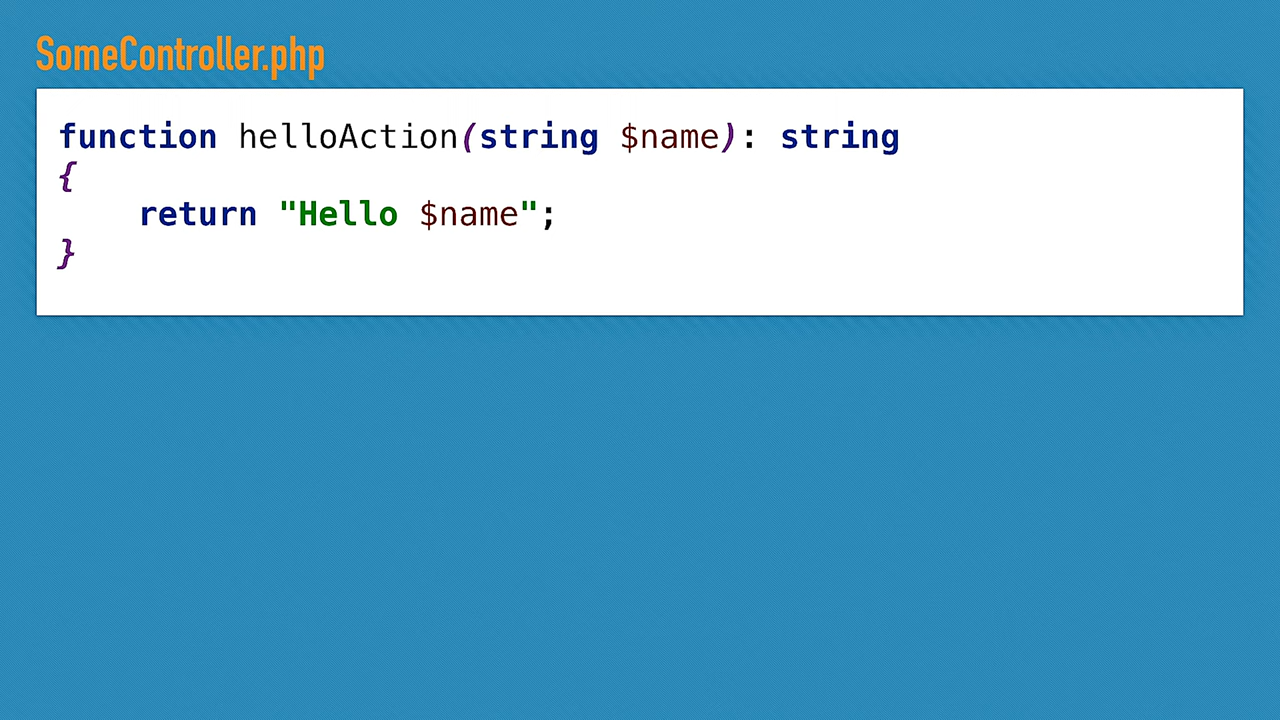 SomeController.php
function helloAction(string $name): string
{
    return "Hello $name";
}